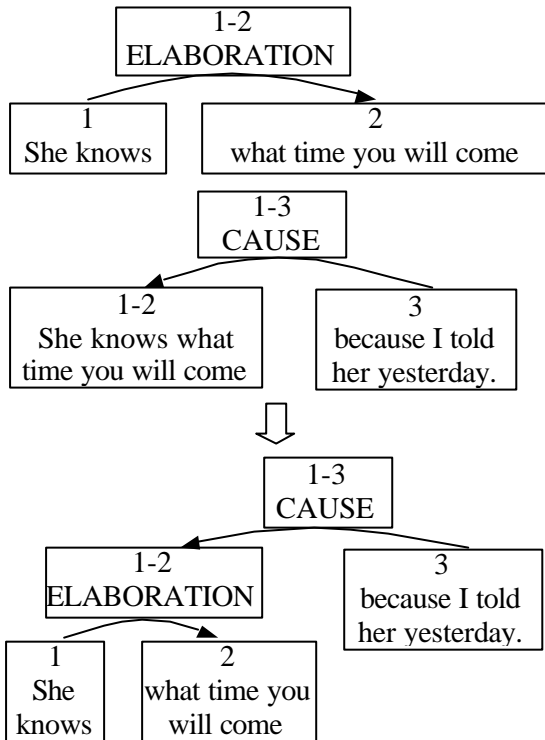 1-2
ELABORATION
1
She knows
2
what time you will come
1-3
CAUSE
1-2
She knows what
time you will come
3
because I told
her yesterday.
1-3
CAUSE
1-2
ELABORATION
3
because I told
her yesterday.
1
She
knows
2
what time you
will come